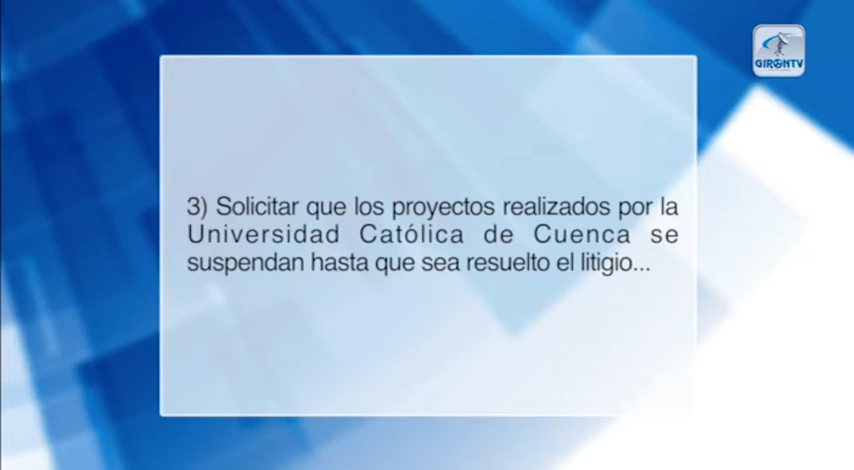 GIRONTV
3) Solicitar que los proyectos realizados por la
Universidad Católica de Cuenca se
suspendan hasta que sea resuelto el litigio...